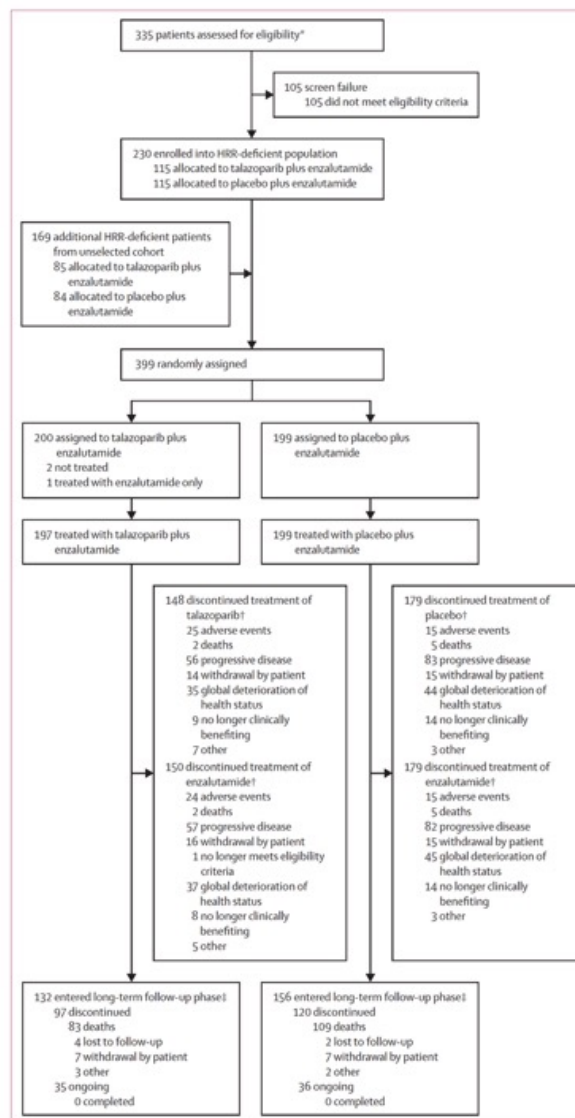 335 patients assessed for eligibility*
105 screen failure
105 did not meet eligibility criteria
230 enrolled into HRR-deficient population
115 allocated to talazoparib plus enzalutamide
115 allocated to placebo plus enzalutamide
169 additional HRR-deficient patients
from unselected cohort
85 allocated to talazoparib plus
enzalutamide
84 allocated to placebo plus
enzalutamide
399 randomly assigned
200 assigned to talazoparib plus
enzalutamide
2 not treated
1 treated with enzalutamide only
199 assigned to placebo plus
enzalutamide
197 treated with talazoparib plus
enzalutamide
199 treated with placebo plus
enzalutamide
148 discontinued treatment of
talazoparib†
25 adverse events
2 deaths
56 progressive disease
14 withdrawal by patient
35 global deterioration of
health status
9 no longer clinically
benefiting
7 other
150 discontinued treatment of
enzalutamide†
24 adverse events
2 deaths
57 progressive disease
16 withdrawal by patient
1 no longer meets eligibility
criteria
37 global deterioration of
health status
8 no longer clinically
benefiting
5 other
179 discontinued treatment of
placebo†
15 adverse events
5 deaths
83 progressive disease
15 withdrawal by patient
44 global deterioration of
health status
14 no longer clinically
benefiting
3 other
179 discontinued treatment of
enzalutamide†
15 adverse events
5 deaths
82 progressive disease
15 withdrawal by patient
45 global deterioration of
health status
14 no longer clinically
benefiting
3 other
132 entered long-term follow-up phase‡
97 discontinued
83 deaths
4 lost to follow-up
7 withdrawal by patient
3 other
35 ongoing
0 completed
156 entered long-term follow-up phase‡
120 discontinued
109 deaths
2 lost to follow-up
7 withdrawal by patient
2 other
36 ongoing
0 completed